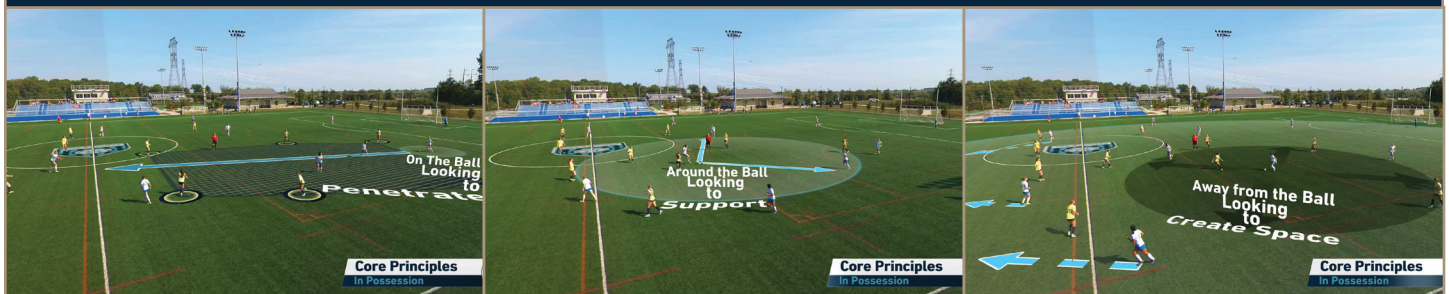 On The Ball
Looking
to
Penetrate
Core Principles
In Possession
Around the Ball
Looking
to
Support
Core Principles
In Possession
Away from the Ball
Looking
to
Create Space
Core Principles
In Possession